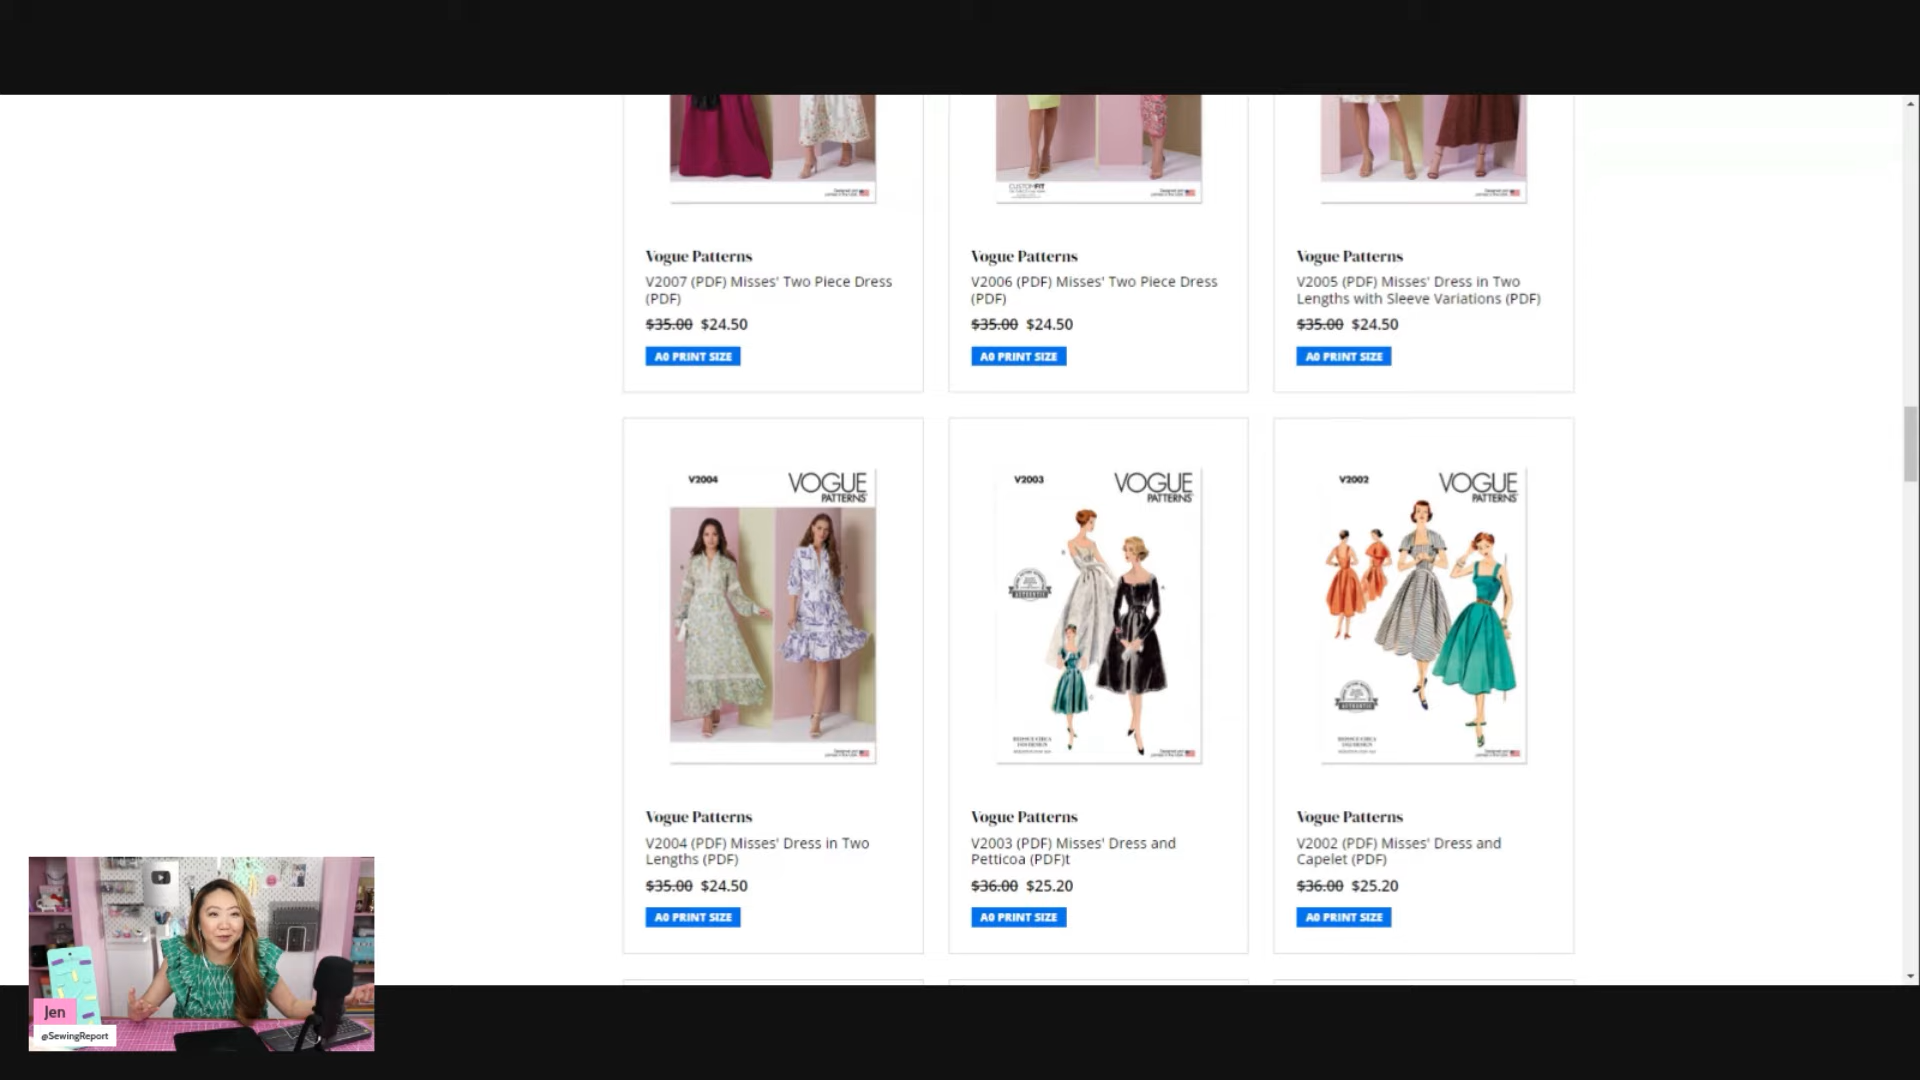 CUSTOMFIT
Vogue Patterns
V2007 (PDF) Misses' Two Piece Dress
(PDF)
$35.00 $24.50
A0 PRINT SIZE
Vogue Patterns
V2006 (PDF) Misses' Two Piece Dress
(PDF)
$35.00 $24.50
A0 PRINT SIZE
Vogue Patterns
V2005 (PDF) Misses' Dress in Two
Lengths with Sleeve Variations (PDF)
$35.00 $24.50
A0 PRINT SIZE
V2004
VOGUE
PATTERNS
Vogue Patterns
V2004 (PDF) Misses' Dress in Two
Lengths (PDF)
$35.00 $24.50
A0 PRINT SIZE
V2003
VOGUE
PATTERNS
AUTHENTIC
Vogue Patterns
V2003 (PDF) Misses' Dress and
Petticoa (PDF)t
$36.00 $25.20
A0 PRINT SIZE
V2002
VOGUE
PATTERNS
AUTHENTIC
Vogue Patterns
V2002 (PDF) Misses' Dress and
Capelet (PDF)
$36.00 $25.20
A0 PRINT SIZE
Jen
@SewingReport